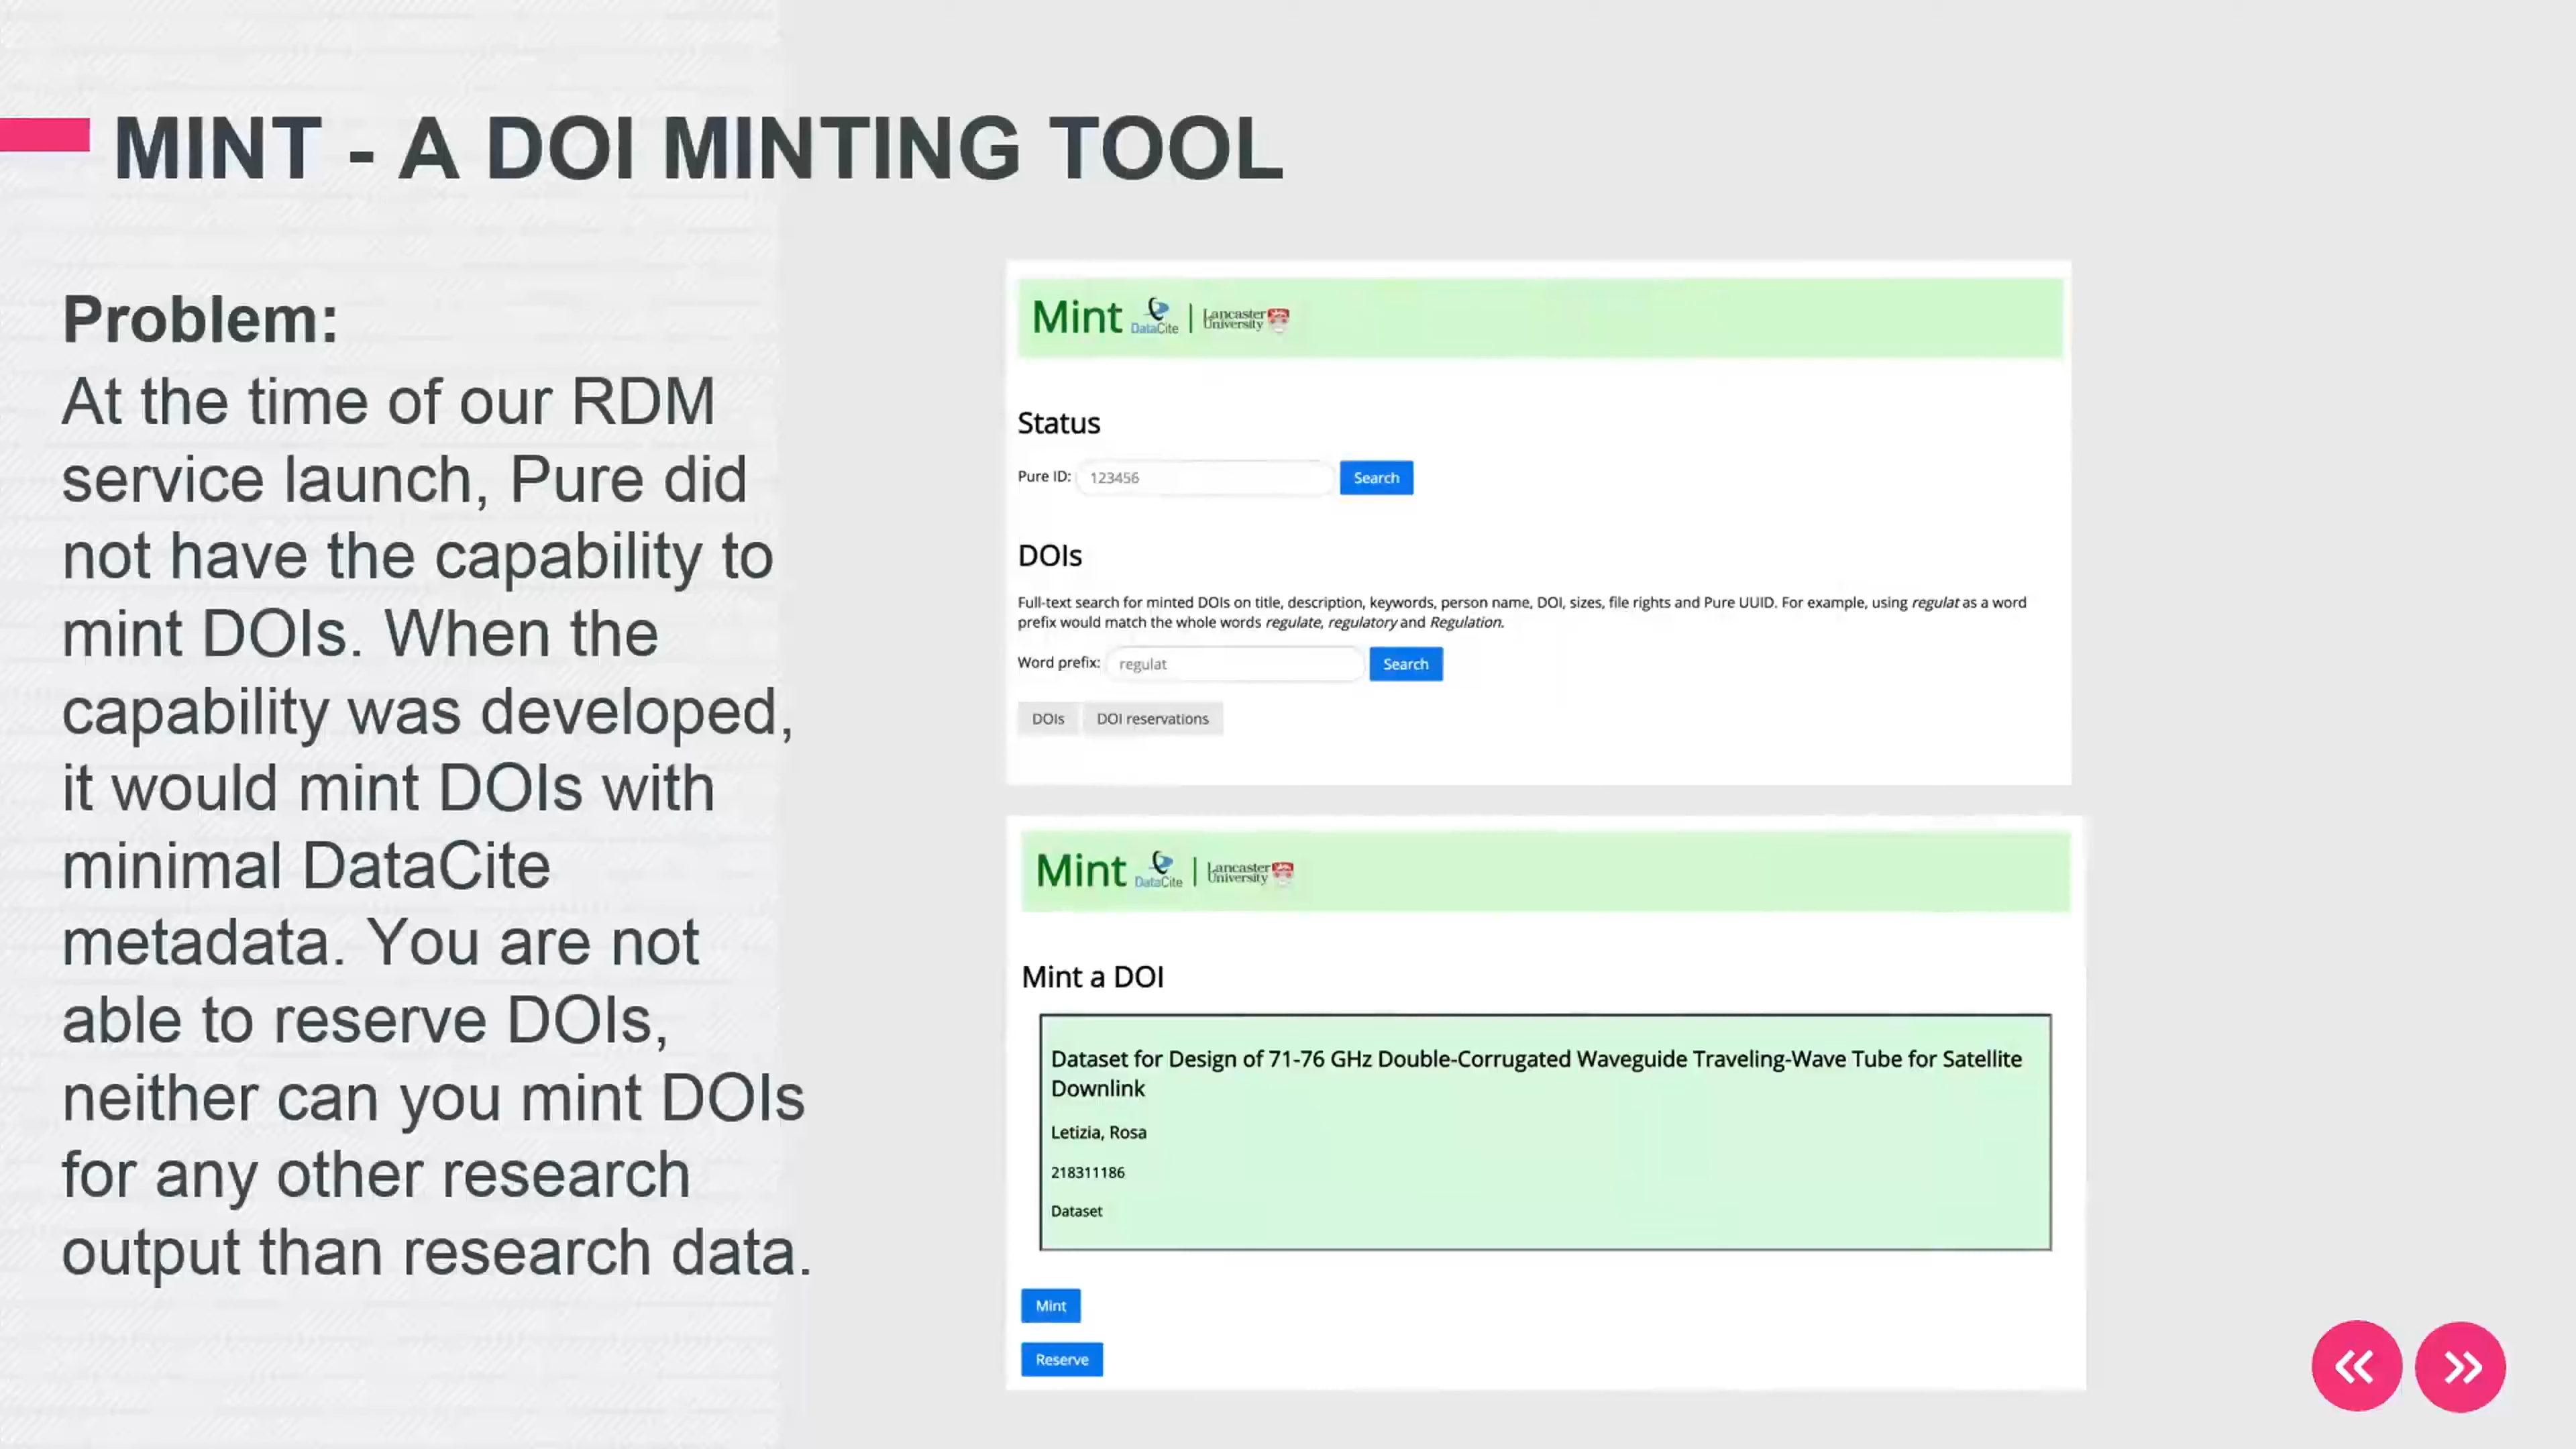 MINT - A DOI MINTING TOOL
Problem:
At the time of our RDM
service launch, Pure did
not have the capability to
mint DOIs. When the
capability was developed,
it would mint DOIs with
minimal DataCite
metadata. You are not
able to reserve DOIs,
neither can you mint DOIs
for any other research
output than research data.
Mint DataCite | Lancaster University
Status
Pure ID: 123456 Search
DOIs
Full-text search for minted DOIs on title, description, keywords, person name, DOI, sizes, file rights and Pure UUID. For example, using regulat as a word
prefix would match the whole words regulate, regulatory and Regulation.
Word prefix: regulat Search
DOIs DOI reservations
Mint DataCite | Lancaster University
Mint a DOI
Dataset for Design of 71-76 GHz Double-Corrugated Waveguide Traveling-Wave Tube for Satellite
Downlink
Letizia, Rosa
218311186
Dataset
Mint
Reserve